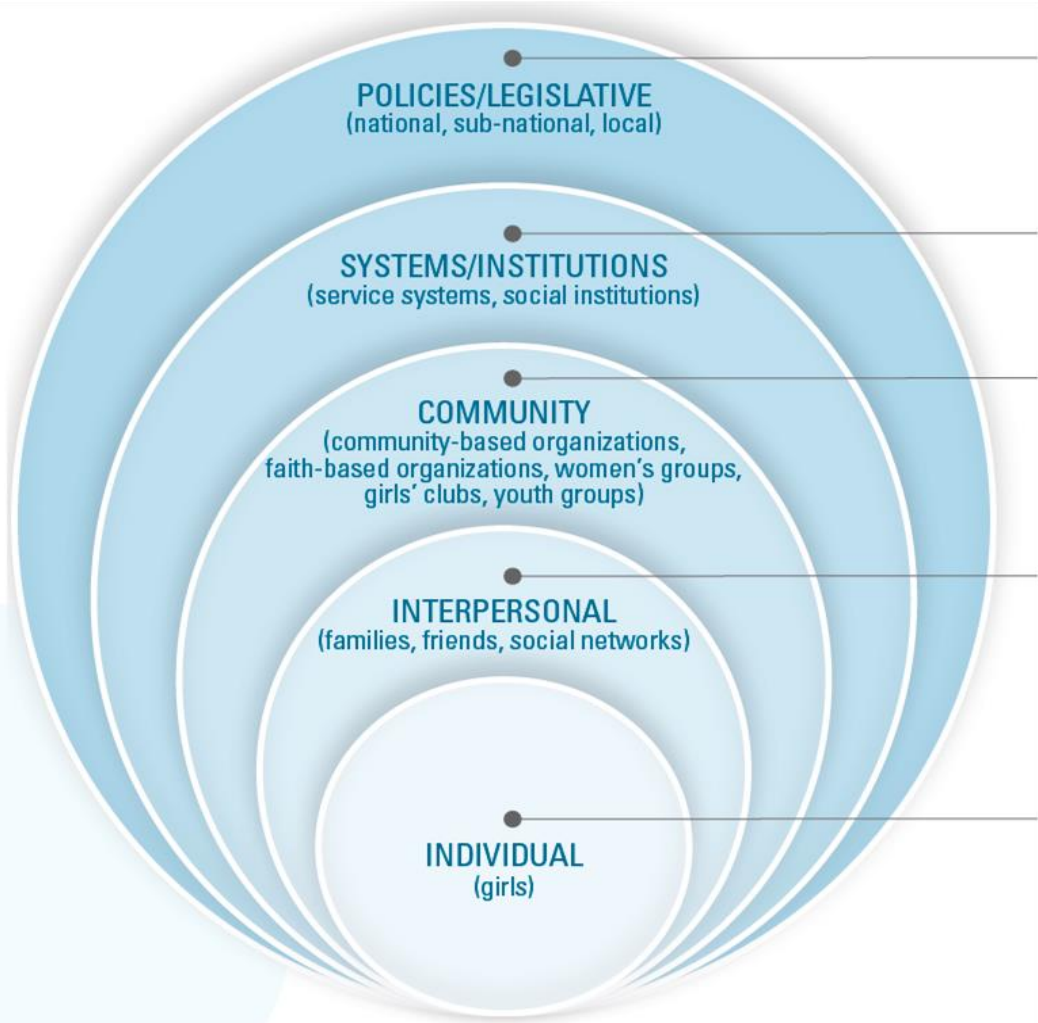 POLICIES/LEGISLATIVE
(national, sub-national, local)
SYSTEMS/INSTITUTIONS
(service systems, social institutions)
COMMUNITY
(community-based organizations,
faith-based organizations, women’s groups,
girls’ clubs, youth groups)
INTERPERSONAL
(families, friends, social networks)
INDIVIDUAL
(girls)